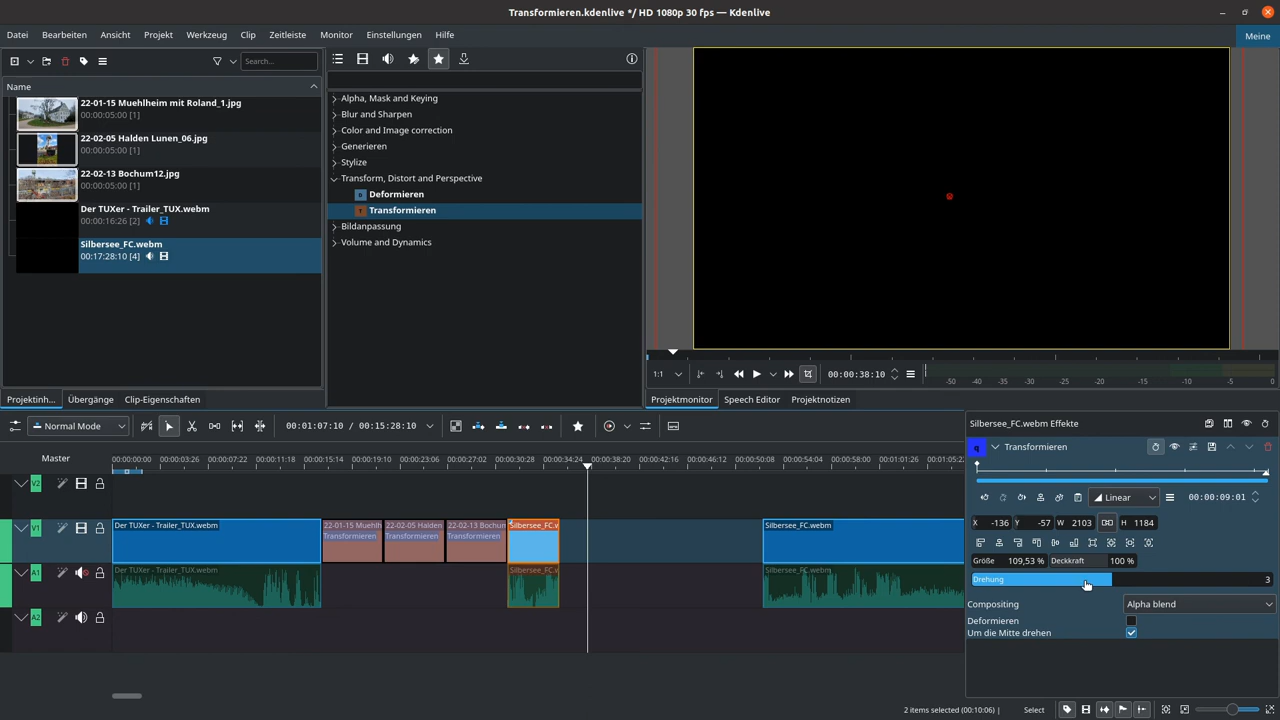 Transformieren.kdenlive */ HD 1080p 30 fps — Kdenlive
Datei Bearbeiten Ansicht Projekt Werkzeug Clip Zeitleiste Monitor Einstellungen Hilfe Meine
Search...
Name
22-01-15 Muehlheim mit Roland_1.jpg
00:00:05:00 [1]
22-02-05 Halden Lunen_06.jpg
00:00:05:00 [1]
22-02-13 Bochum12.jpg
00:00:05:00 [1]
Der TUXer - Trailer_TUX.webm
00:00:16:26 [2]
Silbersee_FC.webm
00:17:28:10 [4]
Alpha, Mask and Keying
Blur and Sharpen
Color and Image correction
Generieren
Stylize
Transform, Distort and Perspective
Deformieren
Transformieren
Bildanpassung
Volume and Dynamics
1:1 00:00:38:10 -50 -40 -30 -25 -20 -15 -10 -5 0
Projektinh... Übergänge Clip-Eigenschaften Projektmonitor Speech Editor Projektnotizen
Normal Mode 00:01:07:10 / 00:15:28:10
Master 00:00:00:00 00:00:03:26 00:00:07:22 00:00:11:18 00:00:15:14 00:00:19:10 00:00:23:06 00:00:27:02 00:00:30:28 00:00:34:24 00:00:38:20 00:00:42:16 00:00:46:12 00:00:50:08 00:00:54:04 00:00:58:00 00:01:01:26 00:01:05:22
V2
V1 Der TUXer - Trailer_TUX.webm 22-01-15 Muehlh 22-02-05 Halden 22-02-13 Bochum Silbersee_FC.v Silbersee_FC.webm
Transformieren Transformieren Transformieren
A1 Der TUXer - Trailer_TUX.webm Silbersee_FC.v Silbersee_FC.webm
A2
Silbersee_FC.webm Effekte
Transformieren
Linear 00:00:09:01
X -136 Y -57 W 2103 H 1184
Größe 109,53 % Deckkraft 100 %
Drehung 3
Compositing Alpha blend
Deformieren
Um die Mitte drehen
2 items selected (00:10:06) Select